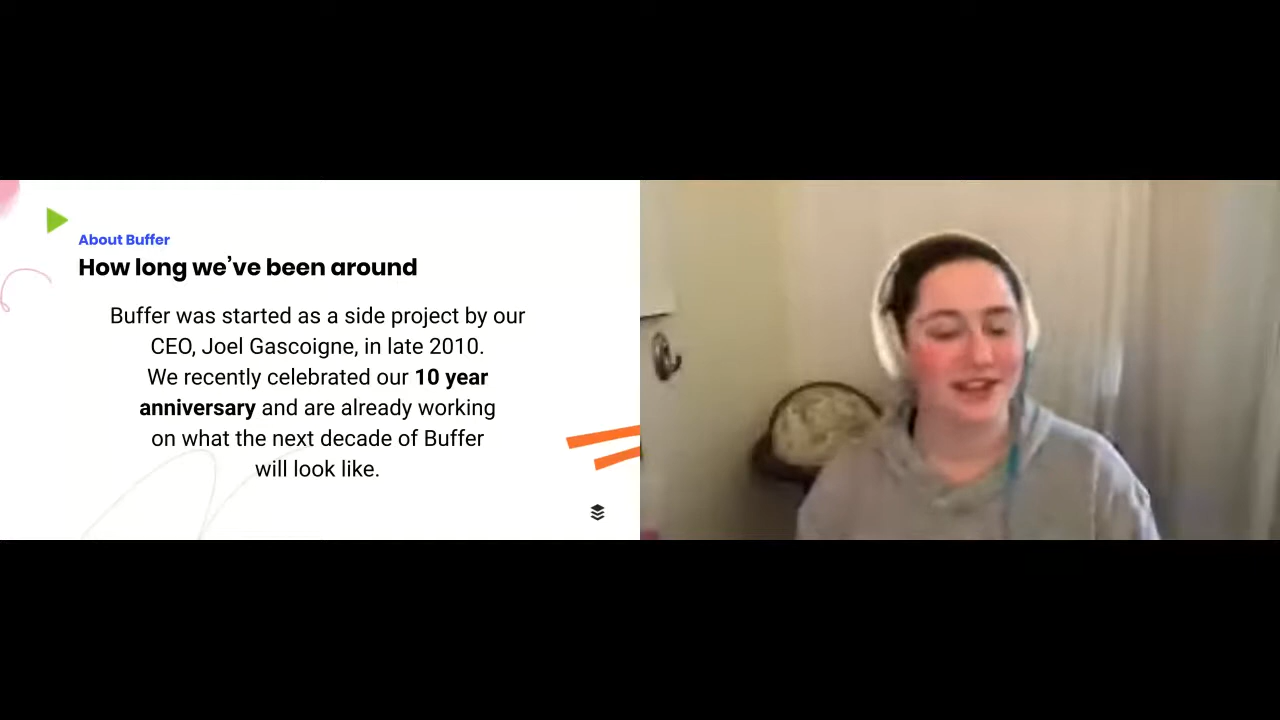 About Buffer
How long we’ve been around
Buffer was started as a side project by our
CEO, Joel Gascoigne, in late 2010.
We recently celebrated our 10 year
anniversary and are already working
on what the next decade of Buffer
will look like.